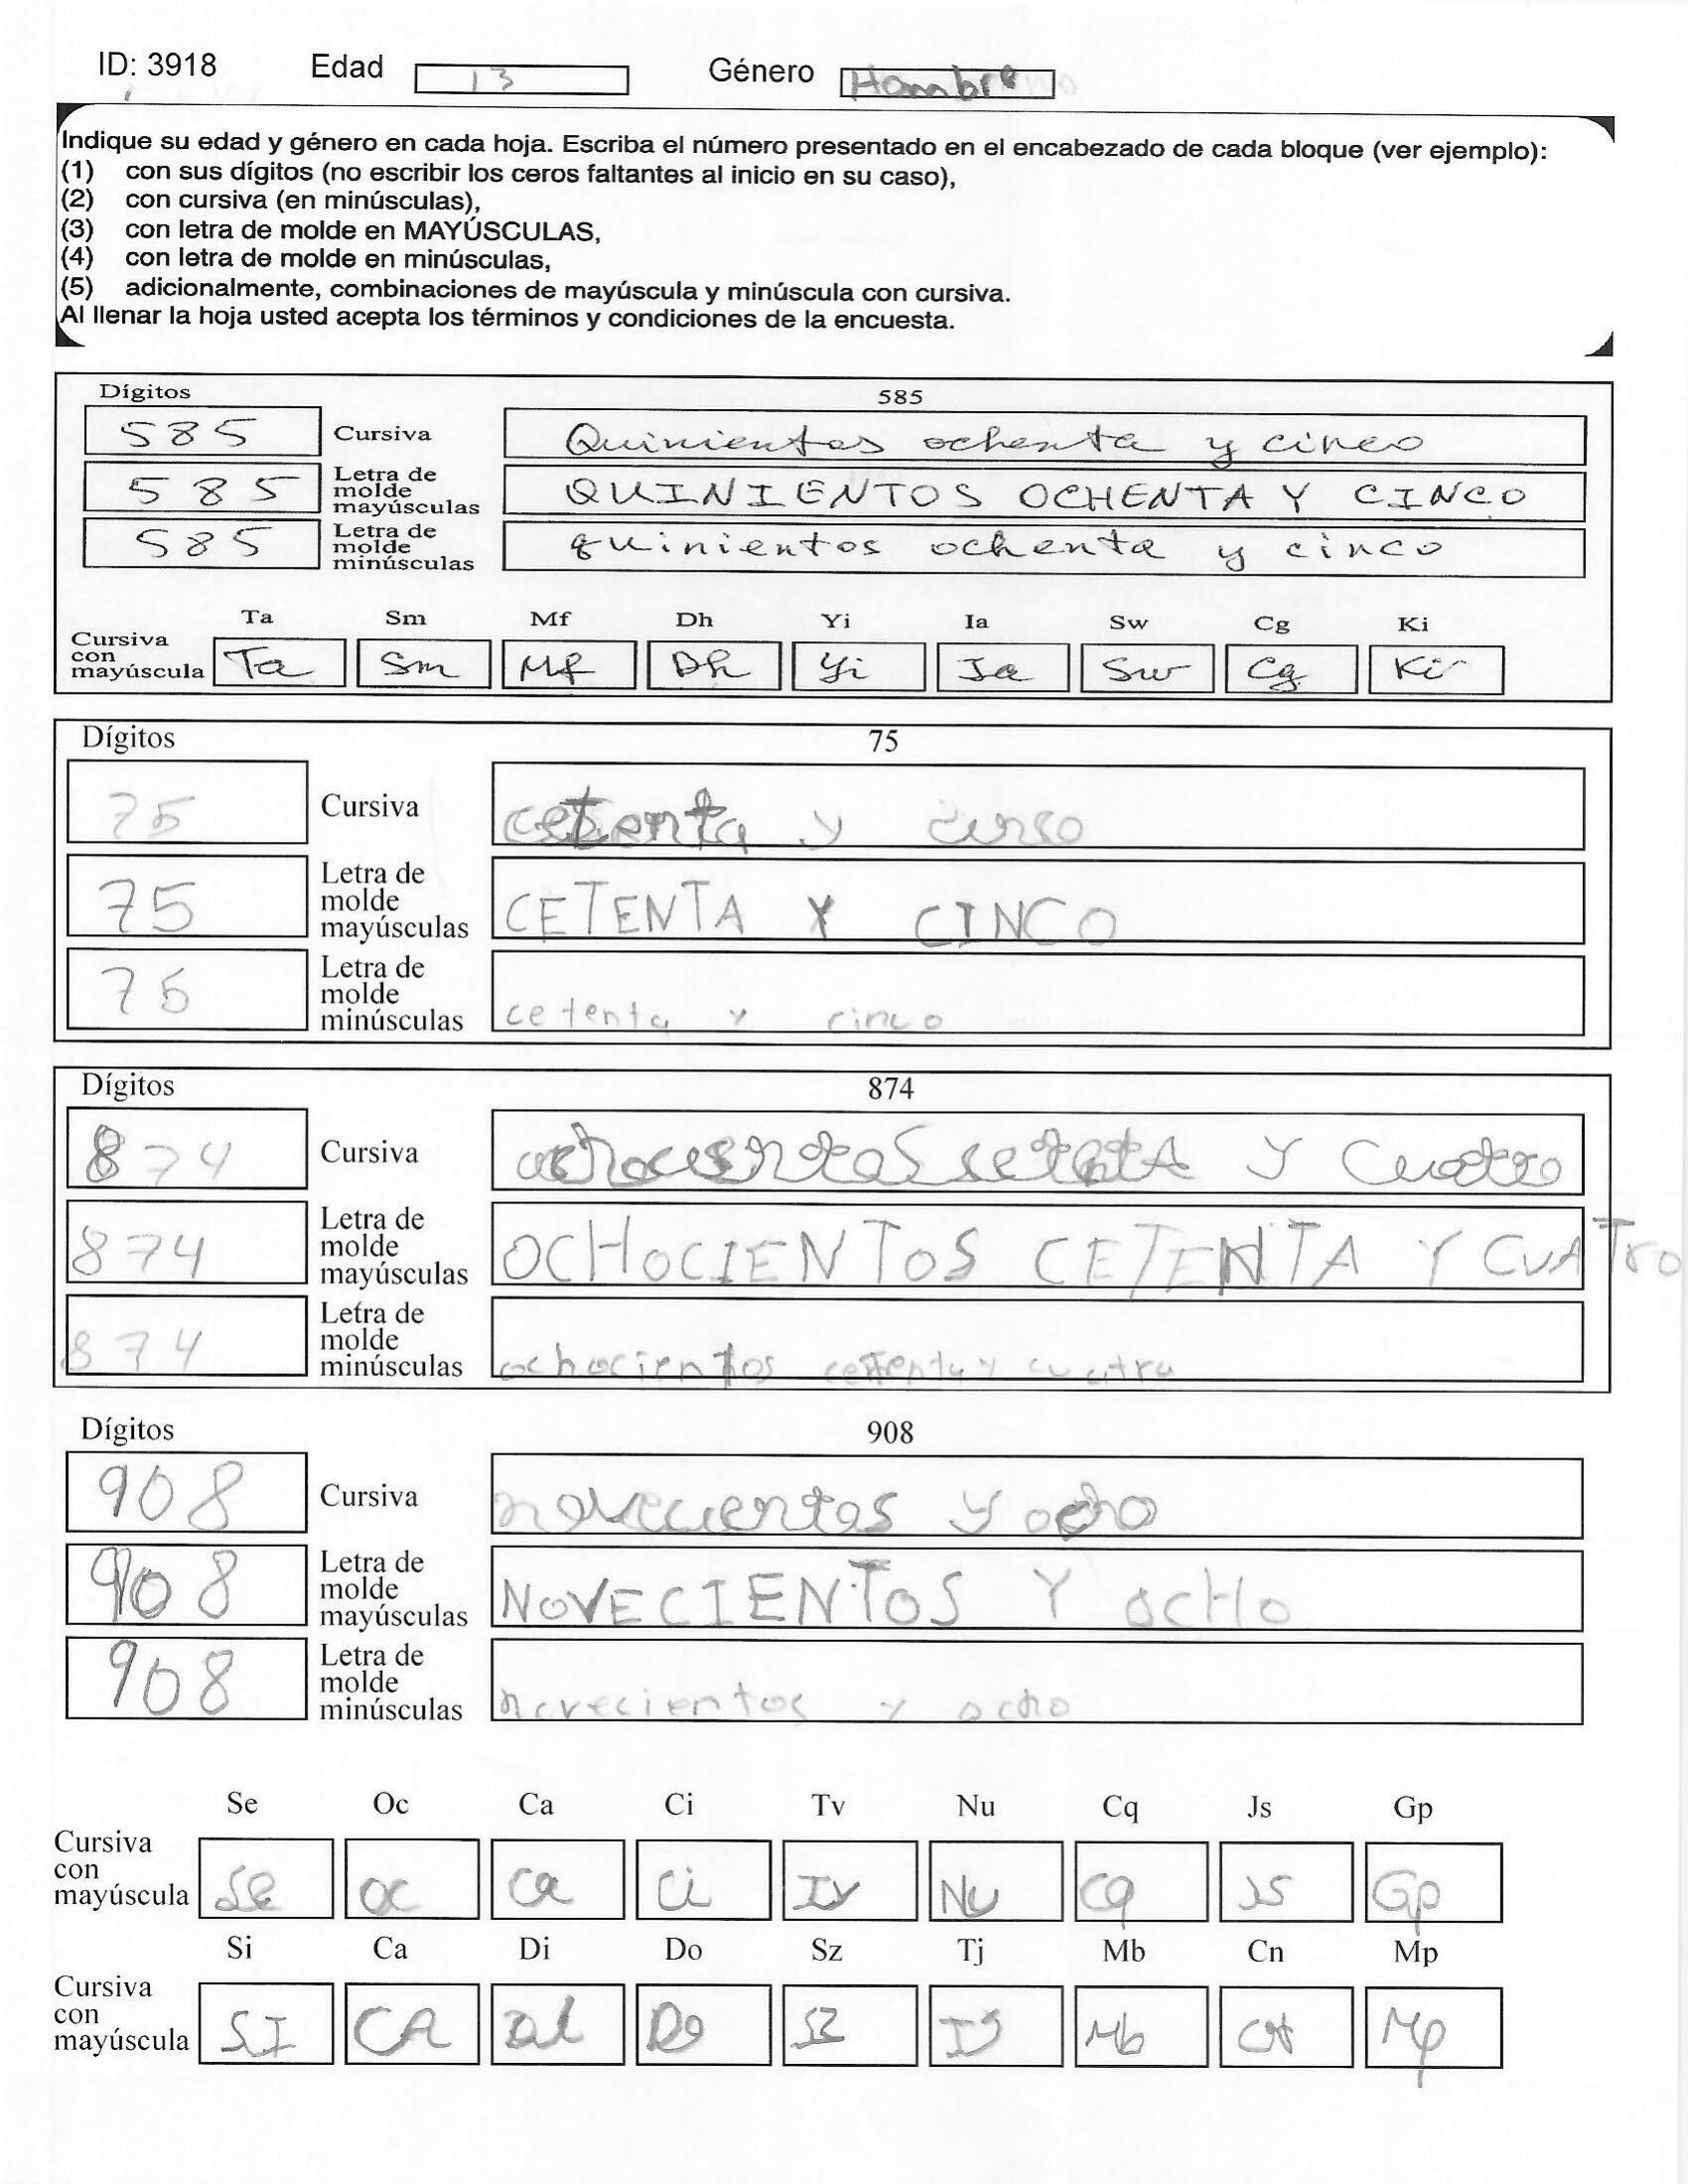 ID: 3918 Edad 13 Género Hombre
Indique su edad y género en cada hoja. Escriba el número presentado en el encabezado de cada bloque (ver ejemplo):
(1) con sus dígitos (no escribir los ceros faltantes al inicio en su caso),
(2) con cursiva (en minúsculas),
(3) con letra de molde en MAYÚSCULAS,
(4) con letra de molde en minúsculas,
(5) adicionalmente, combinaciones de mayúscula y minúscula con cursiva.
Al llenar la hoja usted acepta los términos y condiciones de la encuesta.
Dígitos 585
585 Cursiva Quinientos ochenta y cinco
585 Letra de molde mayúsculas QUINIENTOS OCHENTA Y CINCO
585 Letra de molde minúsculas quinientos ochenta y cinco
Ta Sm Mf Dh Yi Ia Sw Cg Ki
Cursiva con mayúscula Ta Sm Mf Dh Yi Ia Sw Cg Ki
Dígitos 75
75 Cursiva cetenta y
75 Letra de molde mayúsculas CETENTA Y CINCO
75 Letra de molde minúsculas cetenta y cinco
Dígitos 874
874 Cursiva Y Cuatro
874 Letra de molde mayúsculas OCHOCIENTOS CETENTA Y CUATRO
874 Letra de molde minúsculas ochocientos cetenta y cuatro
Dígitos 908
908 Cursiva novecientos y ocho
908 Letra de molde mayúsculas NOVECIENTOS Y OCHO
908 Letra de molde minúsculas novecientos y ocho
Se Oc Ca Ci Tv Nu Cq Js Gp
Cursiva con mayúscula Se Oc Ca Ci Tv Nu Cq Js Gp
Si Ca Di Do Sz Tj Mb Cn Mp
Cursiva con mayúscula SI CA Di Do Sz Tj Mb Cn Mp